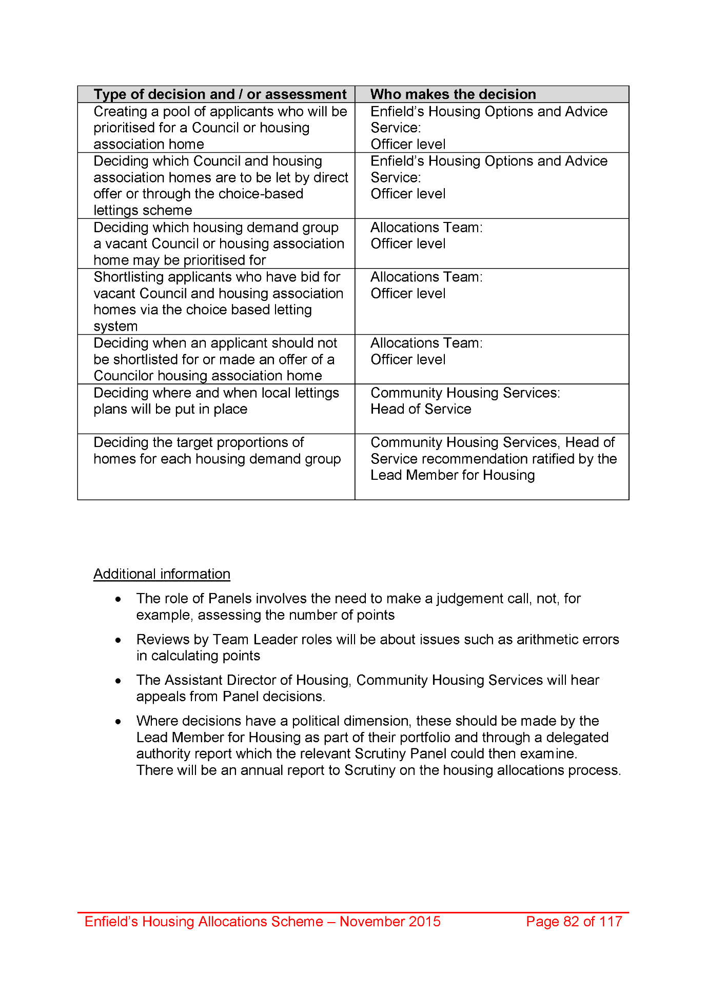 Type of decision and / or assessment
Who makes the decision
Creating a pool of applicants who will be
prioritised for a Council or housing
association home
Enfield’s Housing Options and Advice
Service:
Officer level
Deciding which Council and housing
association homes are to be let by direct
offer or through the choice-based
lettings scheme
Enfield’s Housing Options and Advice
Service:
Officer level
Deciding which housing demand group
a vacant Council or housing association
home may be prioritised for
Allocations Team:
Officer level
Shortlisting applicants who have bid for
vacant Council and housing association
homes via the choice based letting
system
Allocations Team:
Officer level
Deciding when an applicant should not
be shortlisted for or made an offer of a
Councilor housing association home
Allocations Team:
Officer level
Deciding where and when local lettings
plans will be put in place
Community Housing Services:
Head of Service
Deciding the target proportions of
homes for each housing demand group
Community Housing Services, Head of
Service recommendation ratified by the
Lead Member for Housing
Additional information
• The role of Panels involves the need to make a judgement call, not, for
example, assessing the number of points
• Reviews by Team Leader roles will be about issues such as arithmetic errors
in calculating points
• The Assistant Director of Housing, Community Housing Services will hear
appeals from Panel decisions.
• Where decisions have a political dimension, these should be made by the
Lead Member for Housing as part of their portfolio and through a delegated
authority report which the relevant Scrutiny Panel could then examine.
There will be an annual report to Scrutiny on the housing allocations process.
Enfield’s Housing Allocations Scheme – November 2015 Page 82 of 117